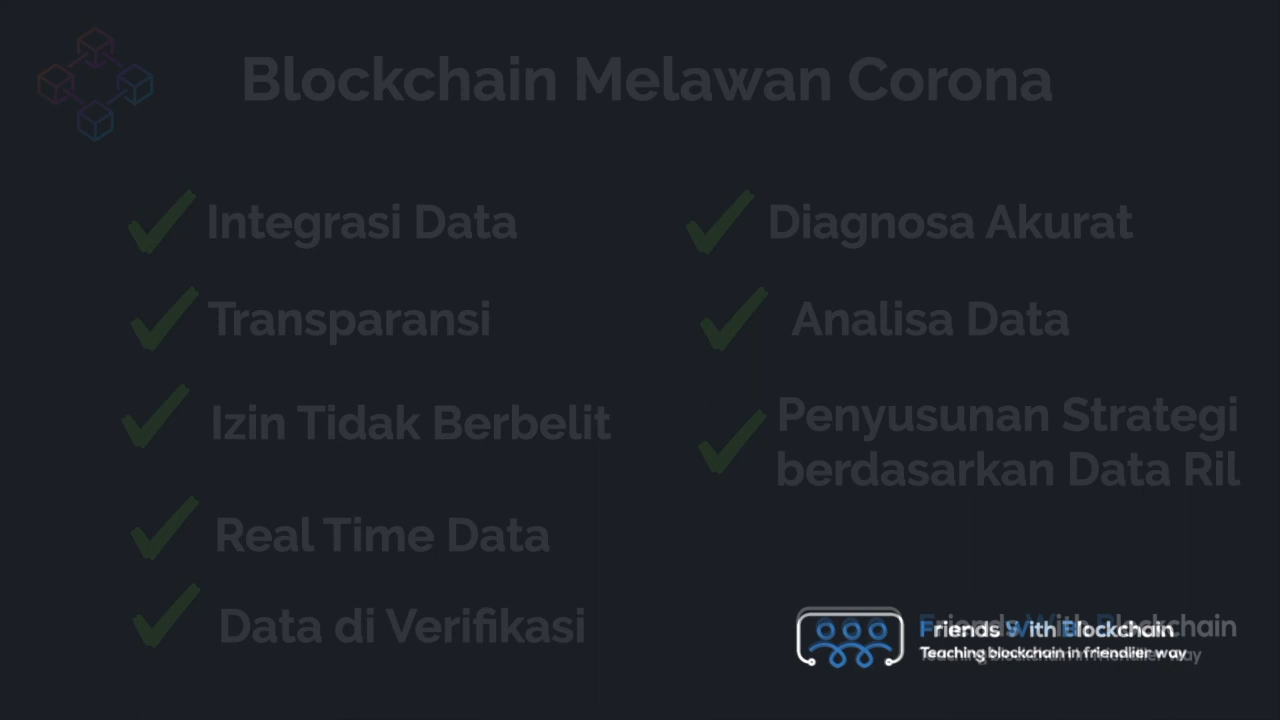 Blockchain Melawan Corona
Integrasi Data
Transparansi
Izin Tidak Berbelit
Real Time Data
Data di Verifikasi
Diagnosa Akurat
Analisa Data
Penyusunan Strategi
berdasarkan Data Ril
Friends With Blockchain
Teaching blockchain in friendlier way